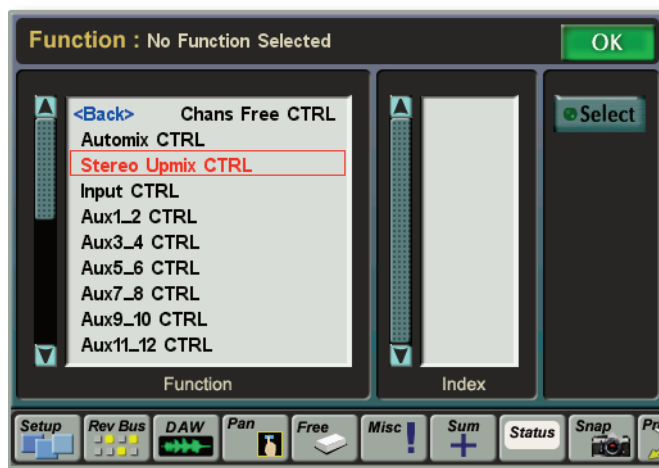 Function : No Function Selected
OK
<Back> Chans Free CTRL
Automix CTRL
Stereo Upmix CTRL
Input CTRL
Aux1_2 CTRL
Aux3_4 CTRL
Aux5_6 CTRL
Aux7_8 CTRL
Aux9_10 CTRL
Aux11_12 CTRL
Function
Index
Select
Setup
Rev Bus
DAW
Pan
Free
Misc
Sum
Status
Snap